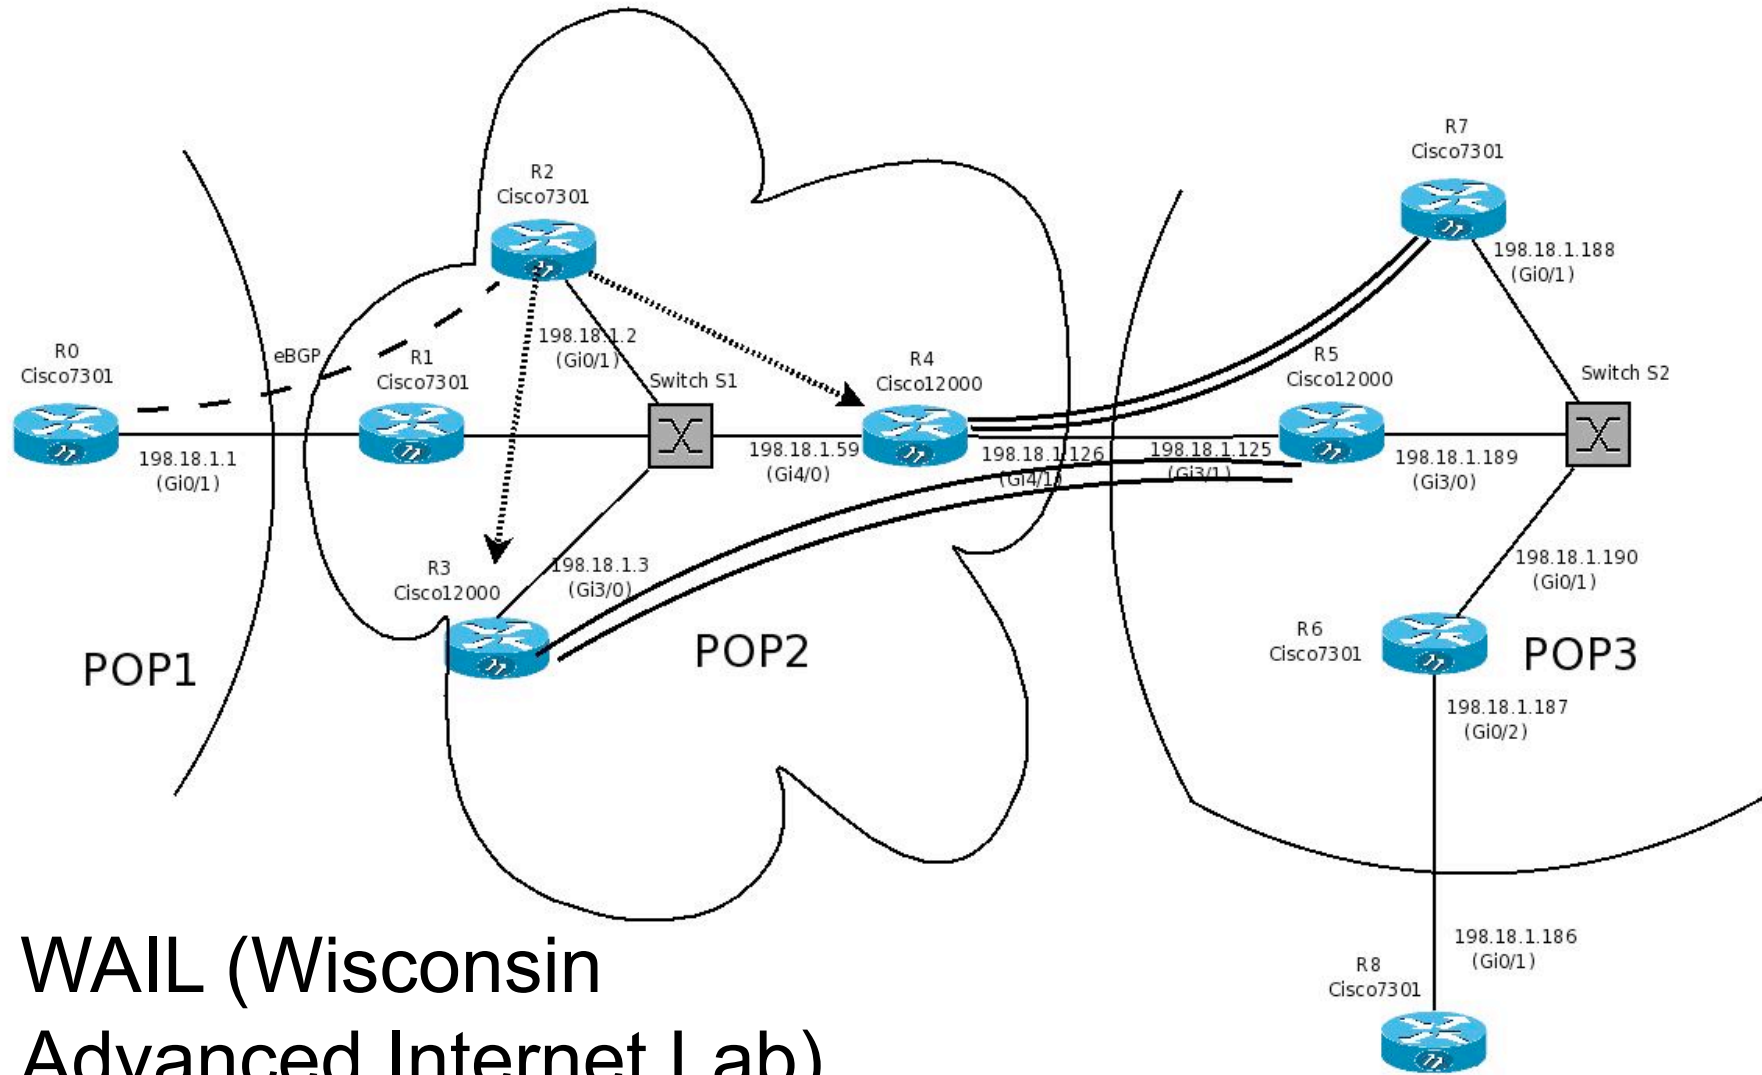 R7
Cisco7301
R2
Cisco7301
198.18.1.188
(Gi0/1)
198.18.1.2
(Gi0/1)
R0
Cisco7301
eBGP
R1
Cisco7301
Switch S1
R4
Cisco12000
R5
Cisco12000
Switch S2
198.18.1.1
(Gi0/1)
198.18.1.59
(Gi4/0)
198.18.1.126
(Gi4/1)
198.18.1.125
(Gi3/1)
198.18.1.189
(Gi3/0)
R3
Cisco12000
198.18.1.3
(Gi3/0)
198.18.1.190
(Gi0/1)
R6
Cisco7301
POP1
POP2
POP3
198.18.1.187
(Gi0/2)
198.18.1.186
(Gi0/1)
R8
Cisco7301
WAIL (Wisconsin
Advanced Internet Lab)